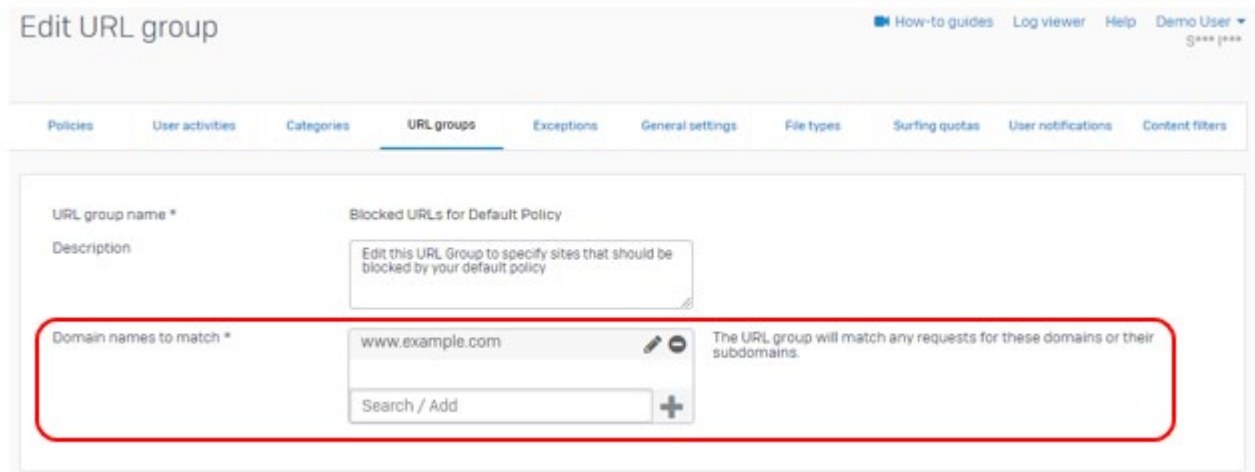 Edit URL group
How-to guides Log viewer Help Demo User
S*** I***
Policies User activities Categories URL groups Exceptions General settings File types Surfing quotas User notifications Content filters
URL group name * Blocked URLs for Default Policy
Description
Edit this URL Group to specify sites that should be
blocked by your default policy
Domain names to match *
www.example.com
The URL group will match any requests for these domains or their
subdomains.
Search / Add